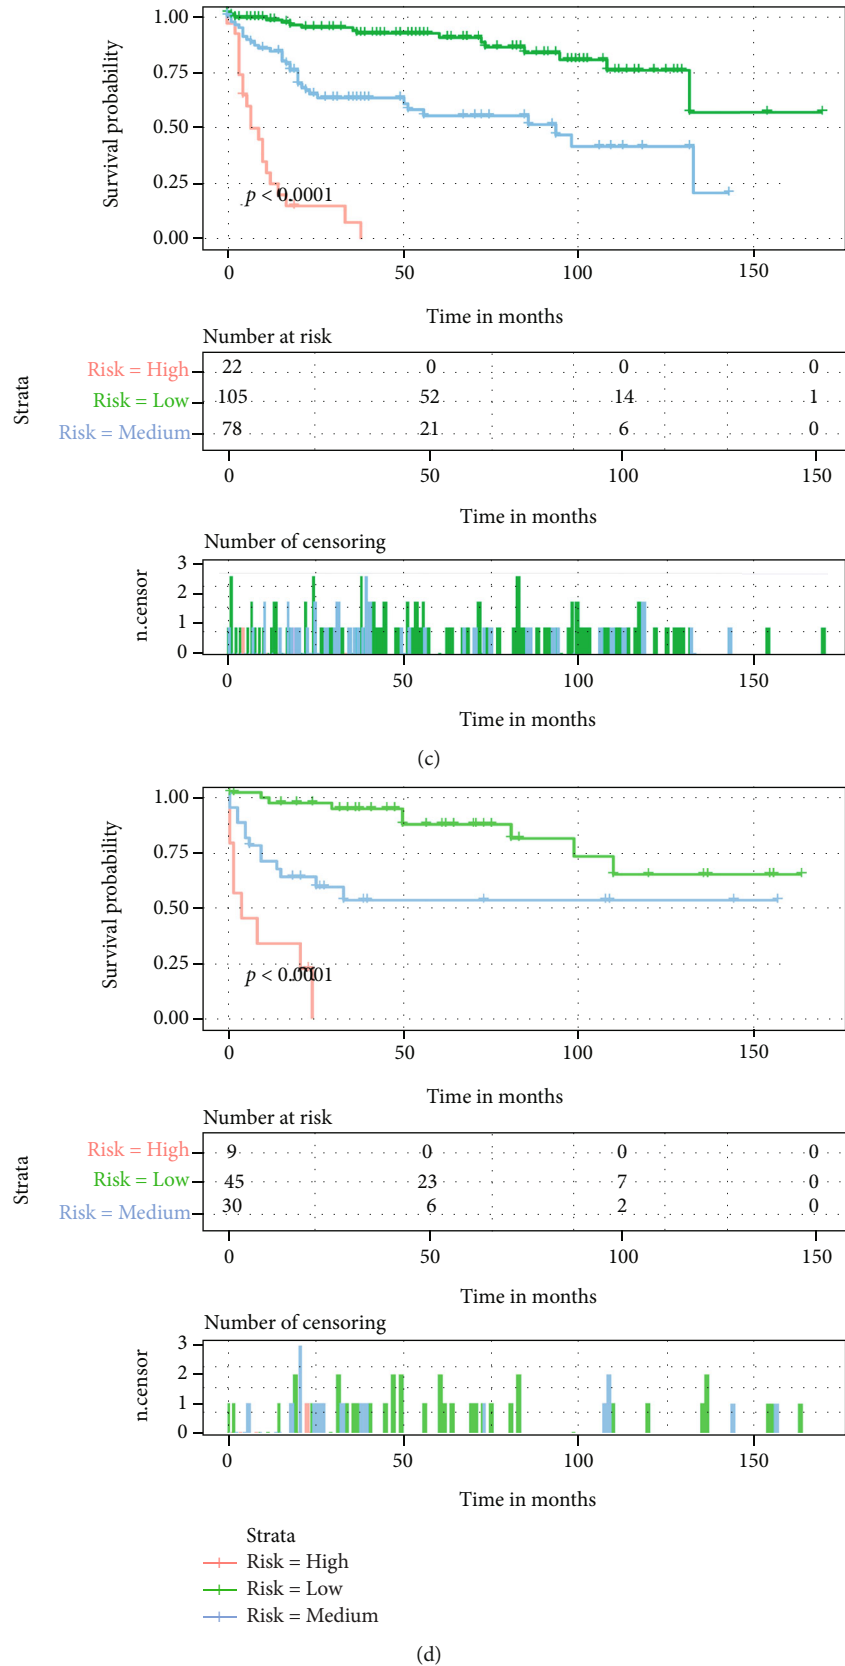 1.00
0.75
0.50
0.25
0.00
Survival probability
p < 0.0001
0 50 100 150
Time in months
Number at risk
Strata
Risk = High 22 0 0 0
Risk = Low 105 52 14 1
Risk = Medium 78 21 6 0
0 50 100 150
Time in months
Number of censoring
n.censor
3
2
1
0
0 50 100 150
Time in months
(c)
1.00
0.75
0.50
0.25
0.00
Survival probability
p < 0.0001
0 50 100 150
Time in months
Number at risk
Strata
Risk = High 9 0 0 0
Risk = Low 45 23 7 0
Risk = Medium 30 6 2 0
0 50 100 150
Time in months
Number of censoring
n.censor
3
2
1
0
0 50 100 150
Time in months
Strata
Risk = High
Risk = Low
Risk = Medium
(d)